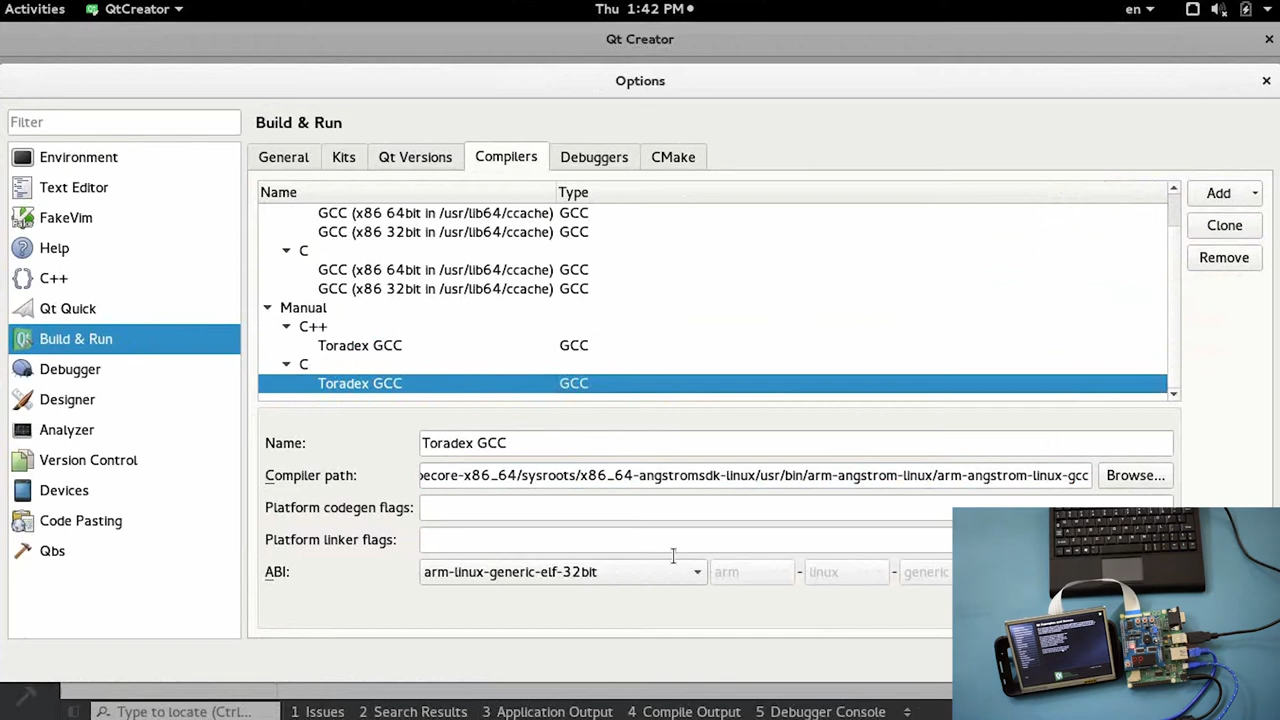 Activities QtCreator Thu 1:42 PM en
Qt Creator
Options
Filter
Build & Run
Environment
Text Editor
FakeVim
Help
C++
Qt Quick
Build & Run
Debugger
Designer
Analyzer
Version Control
Devices
Code Pasting
Qbs
General Kits Qt Versions Compilers Debuggers CMake
Name Type
GCC (x86 64bit in /usr/lib64/ccache) GCC
GCC (x86 32bit in /usr/lib64/ccache) GCC
C
GCC (x86 64bit in /usr/lib64/ccache) GCC
GCC (x86 32bit in /usr/lib64/ccache) GCC
Manual
C++
Toradex GCC GCC
C
Toradex GCC GCC
Add
Clone
Remove
Name: Toradex GCC
Compiler path: pecore-x86_64/sysroots/x86_64-angstromsdk-linux/usr/bin/arm-angstrom-linux/arm-angstrom-linux-gcc Browse...
Platform codegen flags:
Platform linker flags:
ABI: arm-linux-generic-elf-32bit arm - linux - generic
Type to locate (Ctrl... 1 Issues 2 Search Results 3 Application Output 4 Compile Output 5 Debugger Console